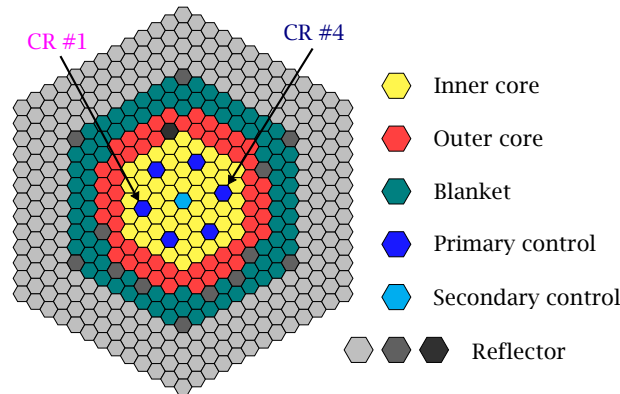 CR #1
CR #4
Inner core
Outer core
Blanket
Primary control
Secondary control
Reflector